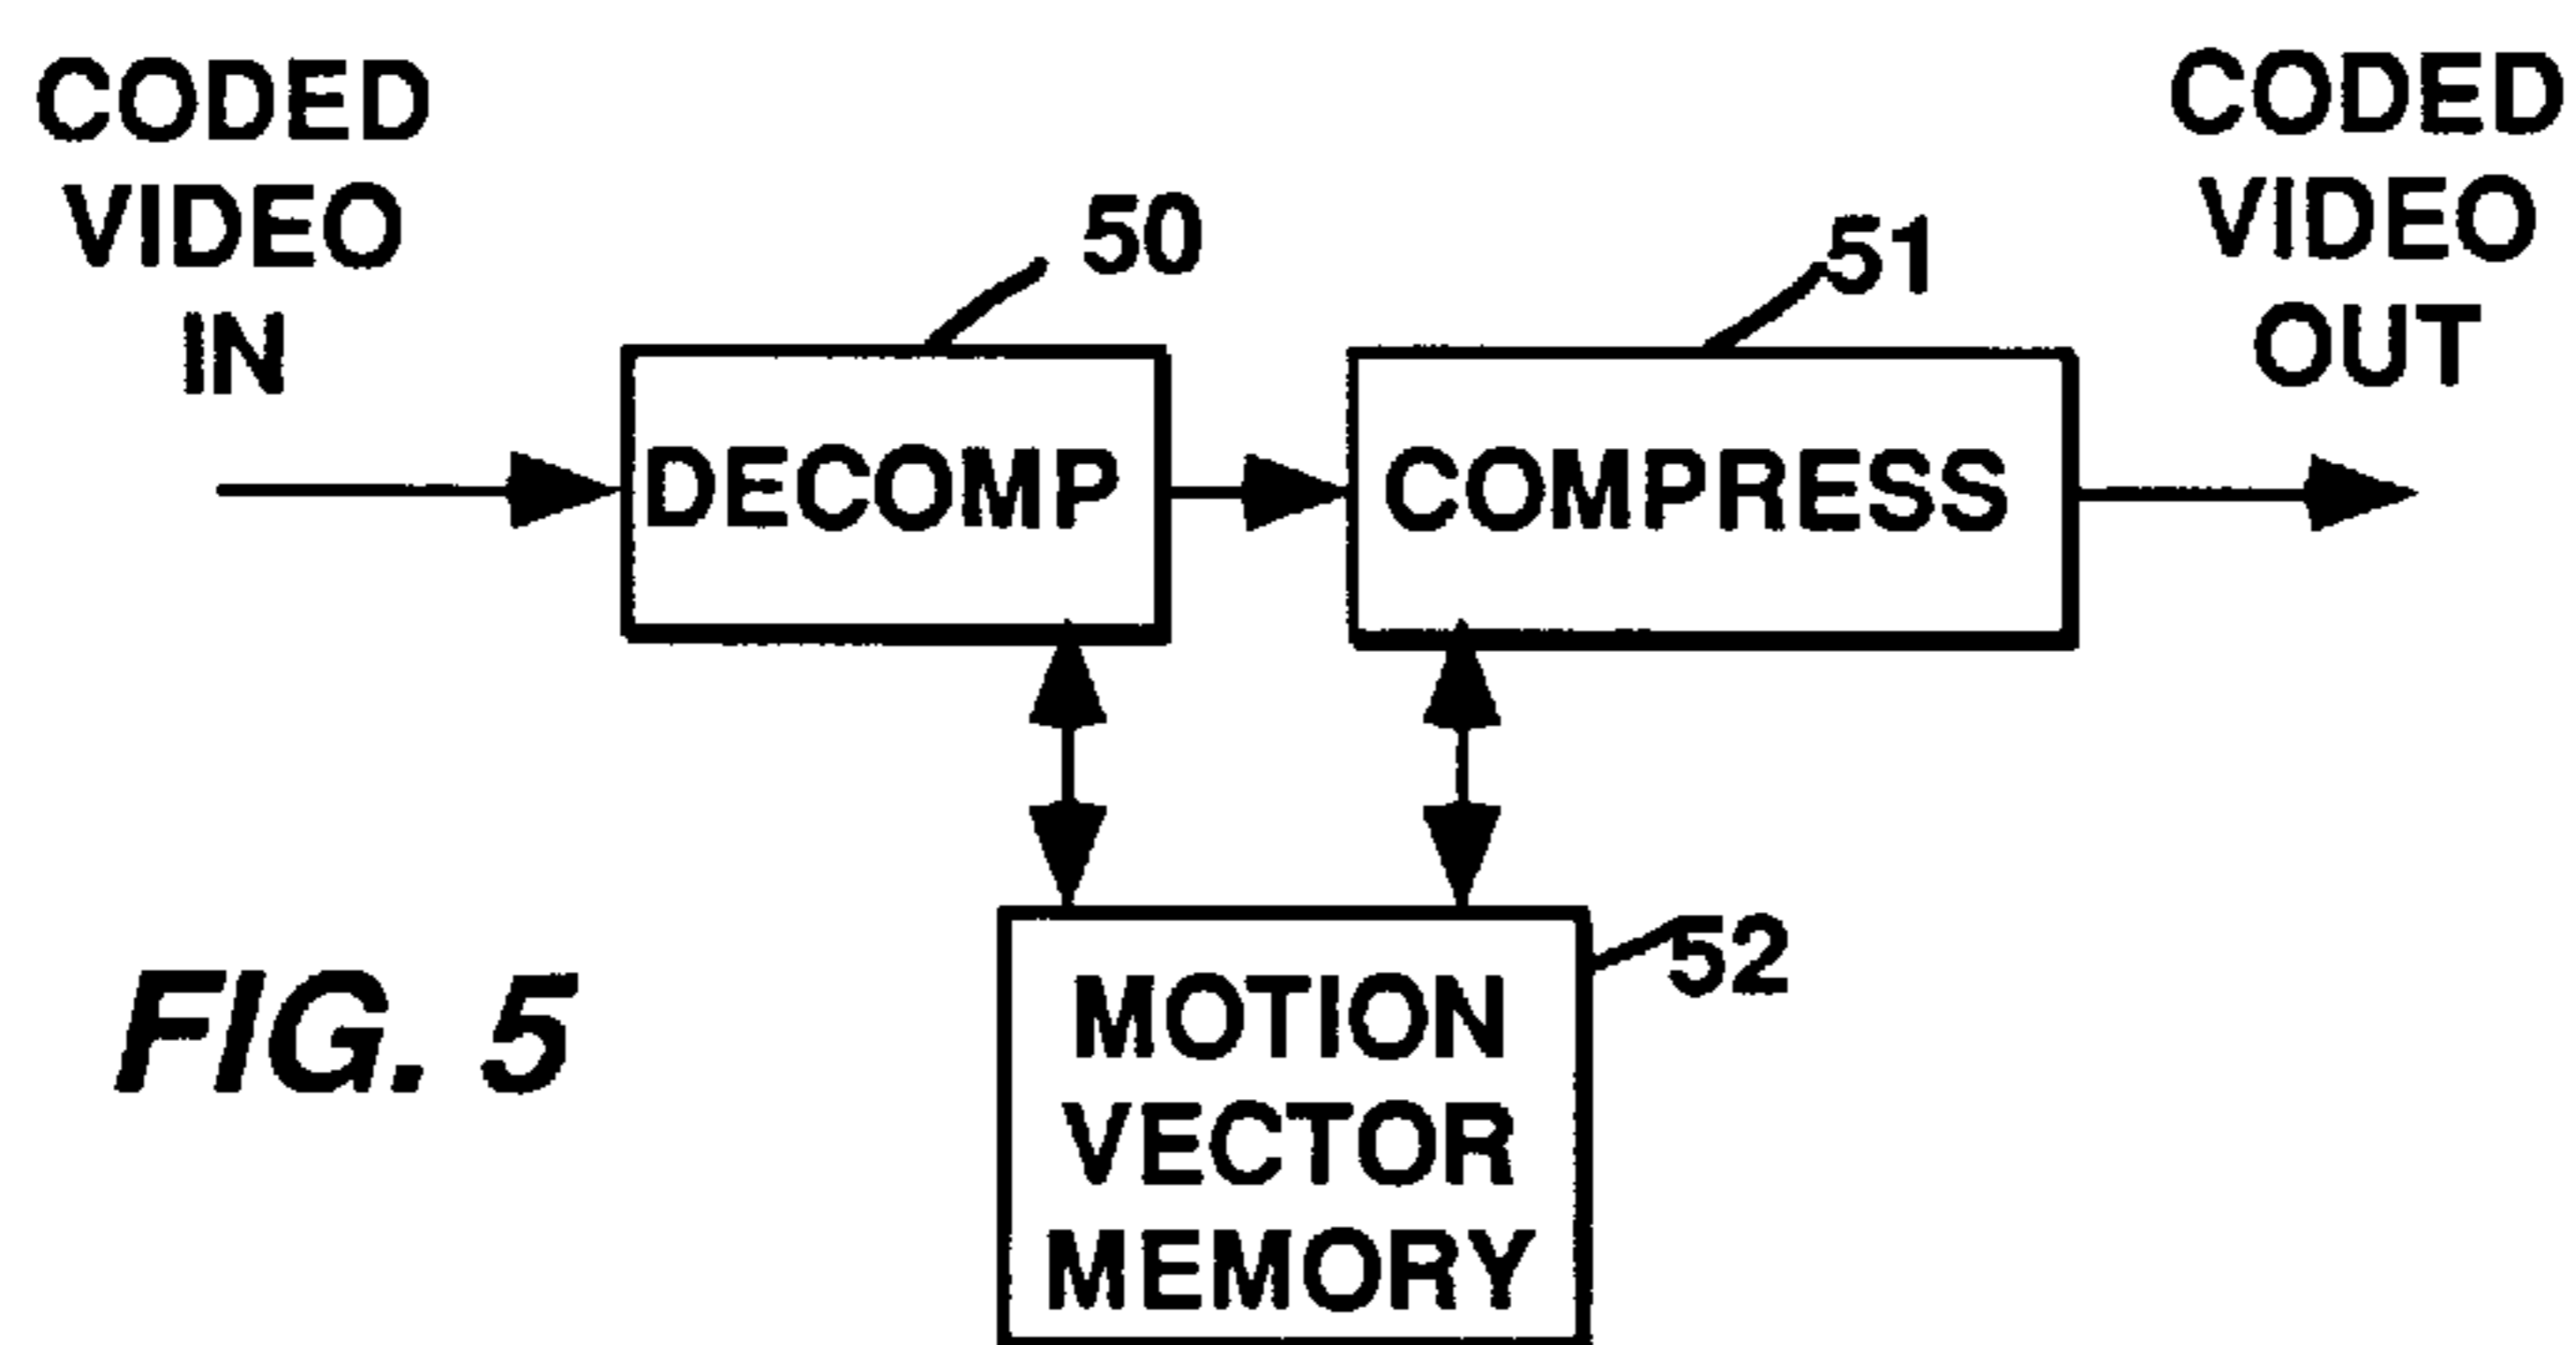 CODED
VIDEO
IN
50
51
CODED
VIDEO
OUT
DECOMP
COMPRESS
52
MOTION
VECTOR
MEMORY
FIG. 5